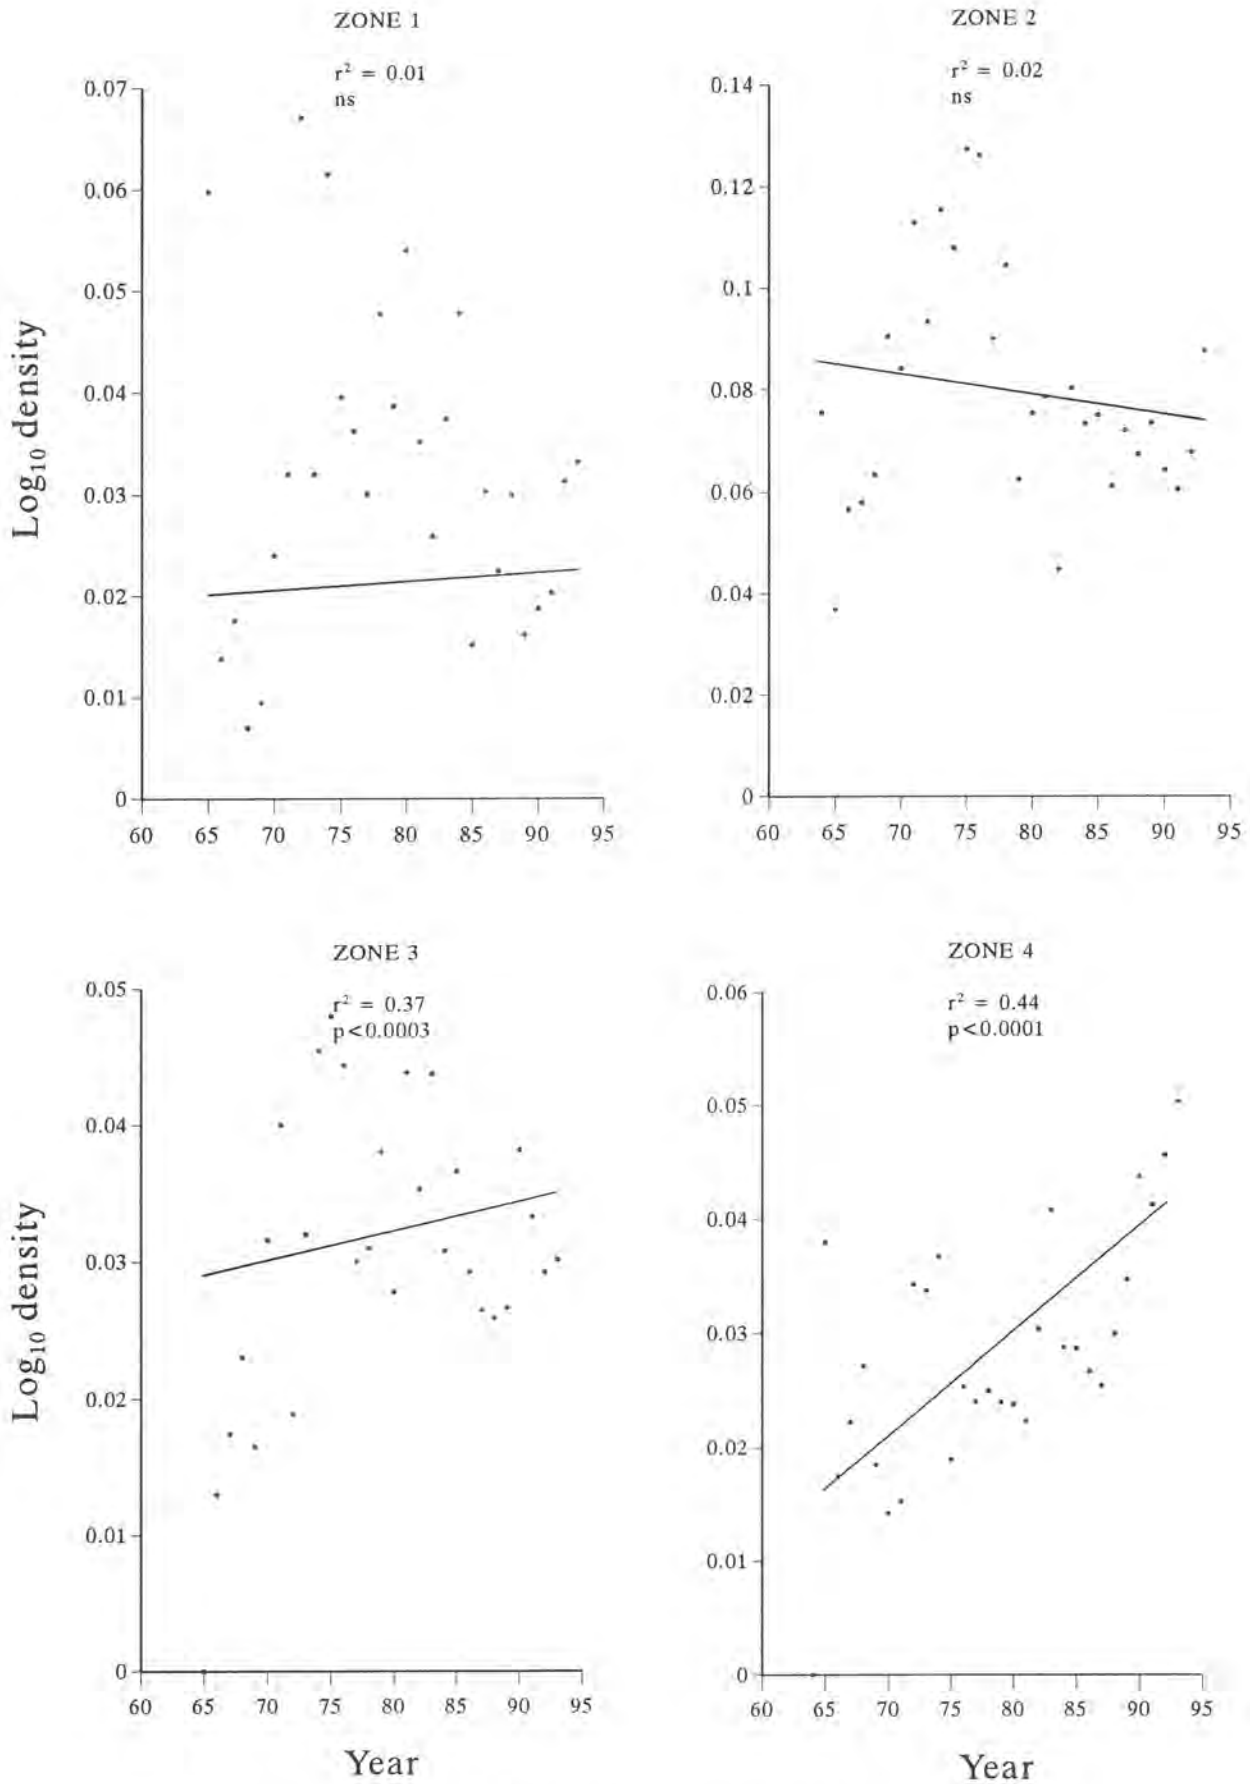 ZONE 1
r² = 0.01
ns
0.07
0.06
0.05
0.04
0.03
0.02
0.01
0
60 65 70 75 80 85 90 95
Log₁₀ density
ZONE 2
r² = 0.02
ns
0.14
0.12
0.1
0.08
0.06
0.04
0.02
0
60 65 70 75 80 85 90 95
ZONE 3
r² = 0.37
p<0.0003
0.05
0.04
0.03
0.02
0.01
0
60 65 70 75 80 85 90 95
Log₁₀ density
Year
ZONE 4
r² = 0.44
p<0.0001
0.06
0.05
0.04
0.03
0.02
0.01
0
60 65 70 75 80 85 90 95
Year